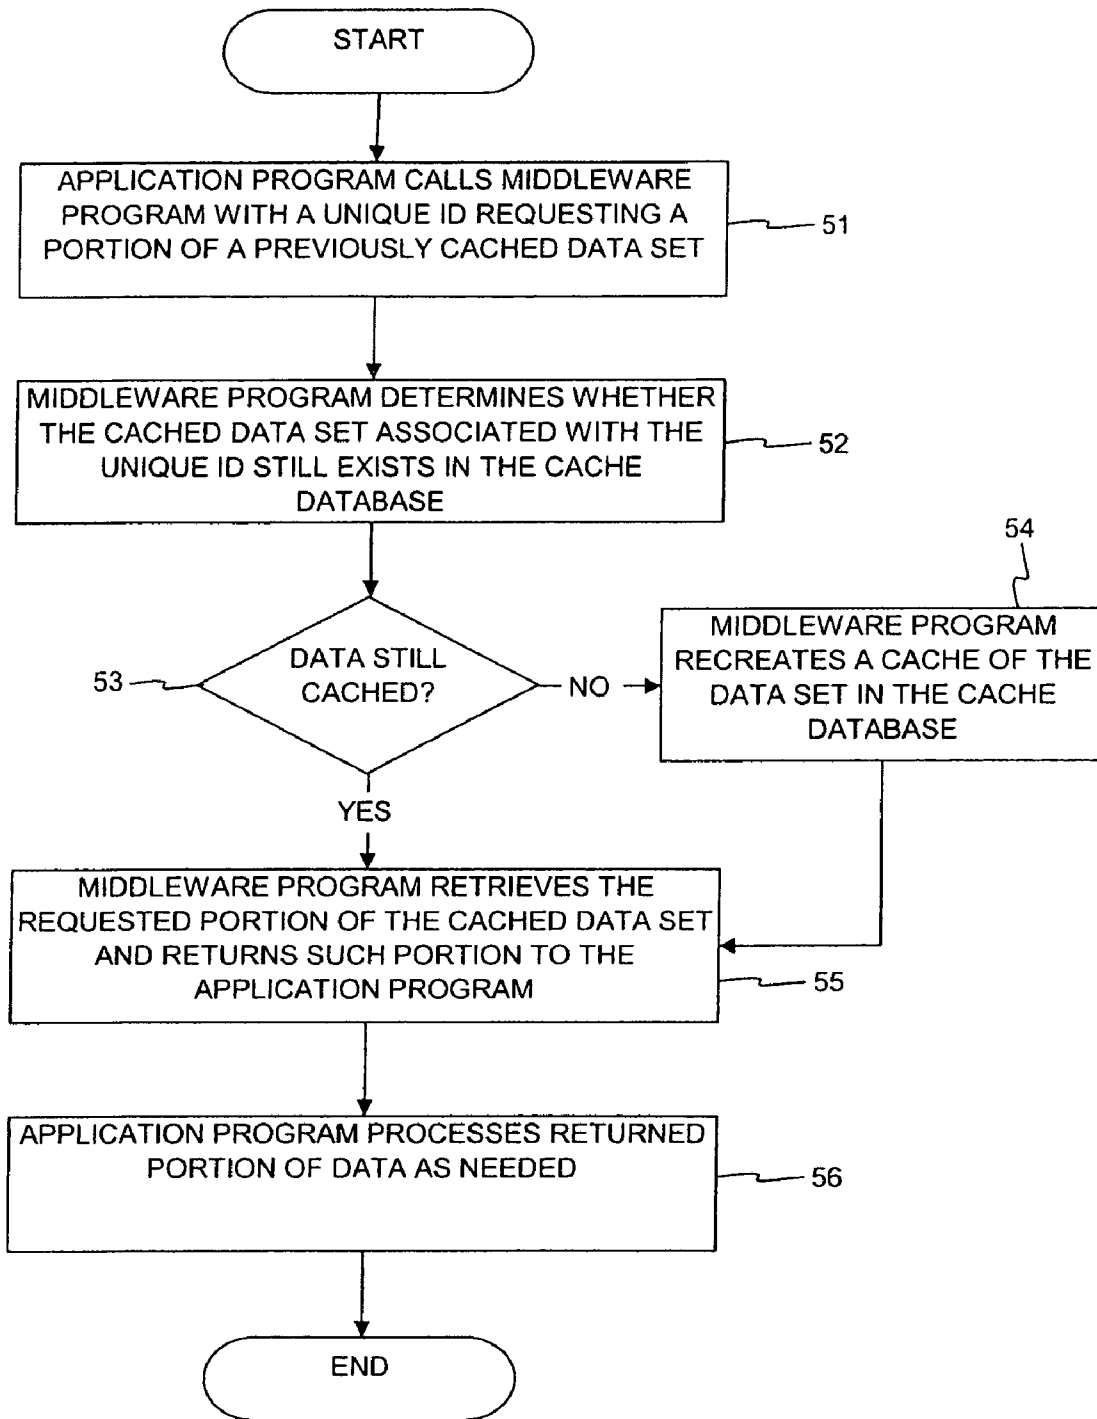 START
APPLICATION PROGRAM CALLS MIDDLEWARE
PROGRAM WITH A UNIQUE ID REQUESTING A
PORTION OF A PREVIOUSLY CACHED DATA SET
51
MIDDLEWARE PROGRAM DETERMINES WHETHER
THE CACHED DATA SET ASSOCIATED WITH THE
UNIQUE ID STILL EXISTS IN THE CACHE
DATABASE
52
DATA STILL
CACHED?
53
NO
54
MIDDLEWARE PROGRAM
RECREATES A CACHE OF THE
DATA SET IN THE CACHE
DATABASE
YES
MIDDLEWARE PROGRAM RETRIEVES THE
REQUESTED PORTION OF THE CACHED DATA SET
AND RETURNS SUCH PORTION TO THE
APPLICATION PROGRAM
55
APPLICATION PROGRAM PROCESSES RETURNED
PORTION OF DATA AS NEEDED
56
END